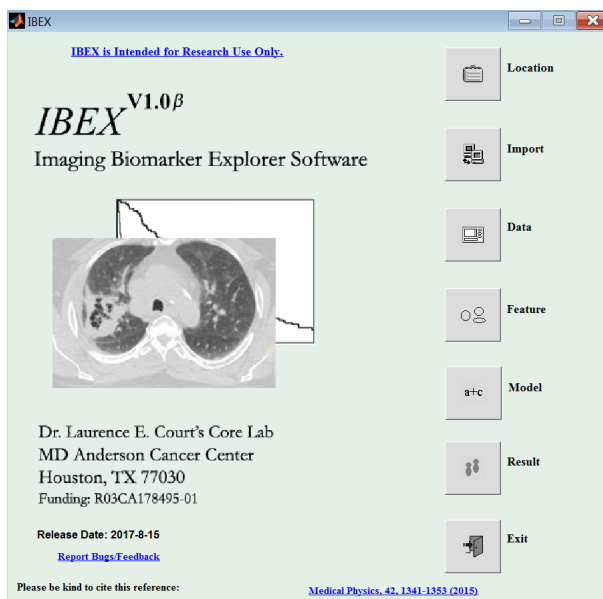 IBEX
IBEX is Intended for Research Use Only.
IBEX V1.0β
Imaging Biomarker Explorer Software
Dr. Laurence E. Court's Core Lab
MD Anderson Cancer Center
Houston, TX 77030
Funding: R03CA178495-01
Release Date: 2017-8-15
Report Bugs/Feedback
Please be kind to cite this reference:
Medical Physics, 42, 1341-1353 (2015)
Location
Import
Data
Feature
a+c
Model
Result
Exit